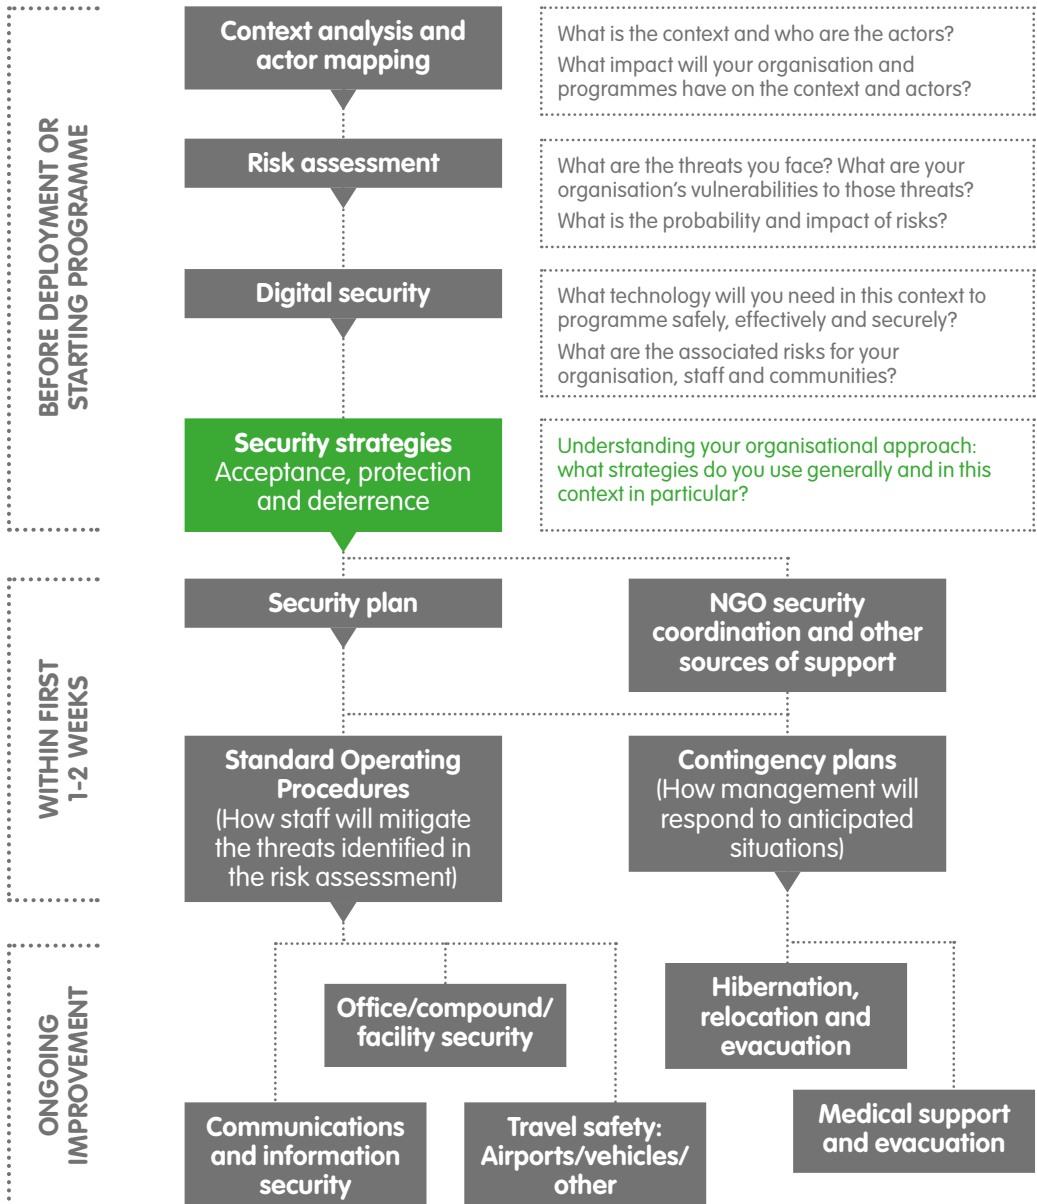 BEFORE DEPLOYMENT OR
STARTING PROGRAMME
Context analysis and
actor mapping
What is the context and who are the actors?
What impact will your organisation and
programmes have on the context and actors?
Risk assessment
What are the threats you face? What are your
organisation’s vulnerabilities to those threats?
What is the probability and impact of risks?
Digital security
What technology will you need in this context to
programme safely, effectively and securely?
What are the associated risks for your
organisation, staff and communities?
Security strategies
Acceptance, protection
and deterrence
Understanding your organisational approach:
what strategies do you use generally and in this
context in particular?
WITHIN FIRST
1-2 WEEKS
Security plan
NGO security
coordination and other
sources of support
Standard Operating
Procedures
(How staff will mitigate
the threats identified in
the risk assessment)
Contingency plans
(How management will
respond to anticipated
situations)
ONGOING
IMPROVEMENT
Office/compound/
facility security
Hibernation,
relocation and
evacuation
Communications
and information
security
Travel safety:
Airports/vehicles/
other
Medical support
and evacuation